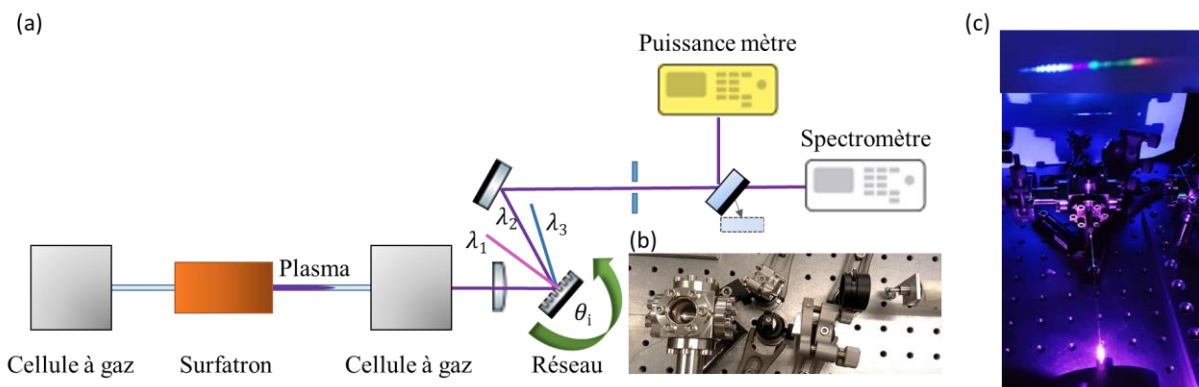 (a)
(c)
Puissance mètre
Spectromètre
λ₂
λ₃
λ₁
(b)
Plasma
θᵢ
Cellule à gaz
Surfatron
Cellule à gaz
Réseau